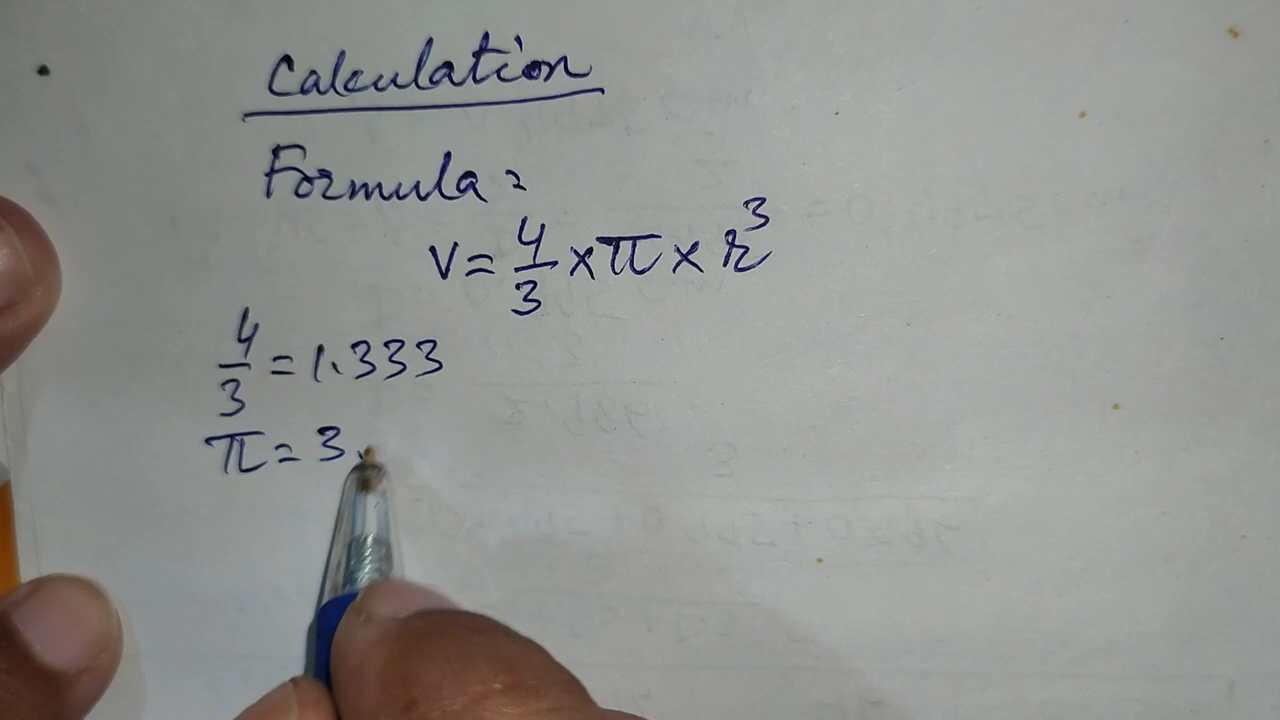 Calculation
Formula =
V = 4/3 × π × r³
4/3 = 1.333
π = 3.